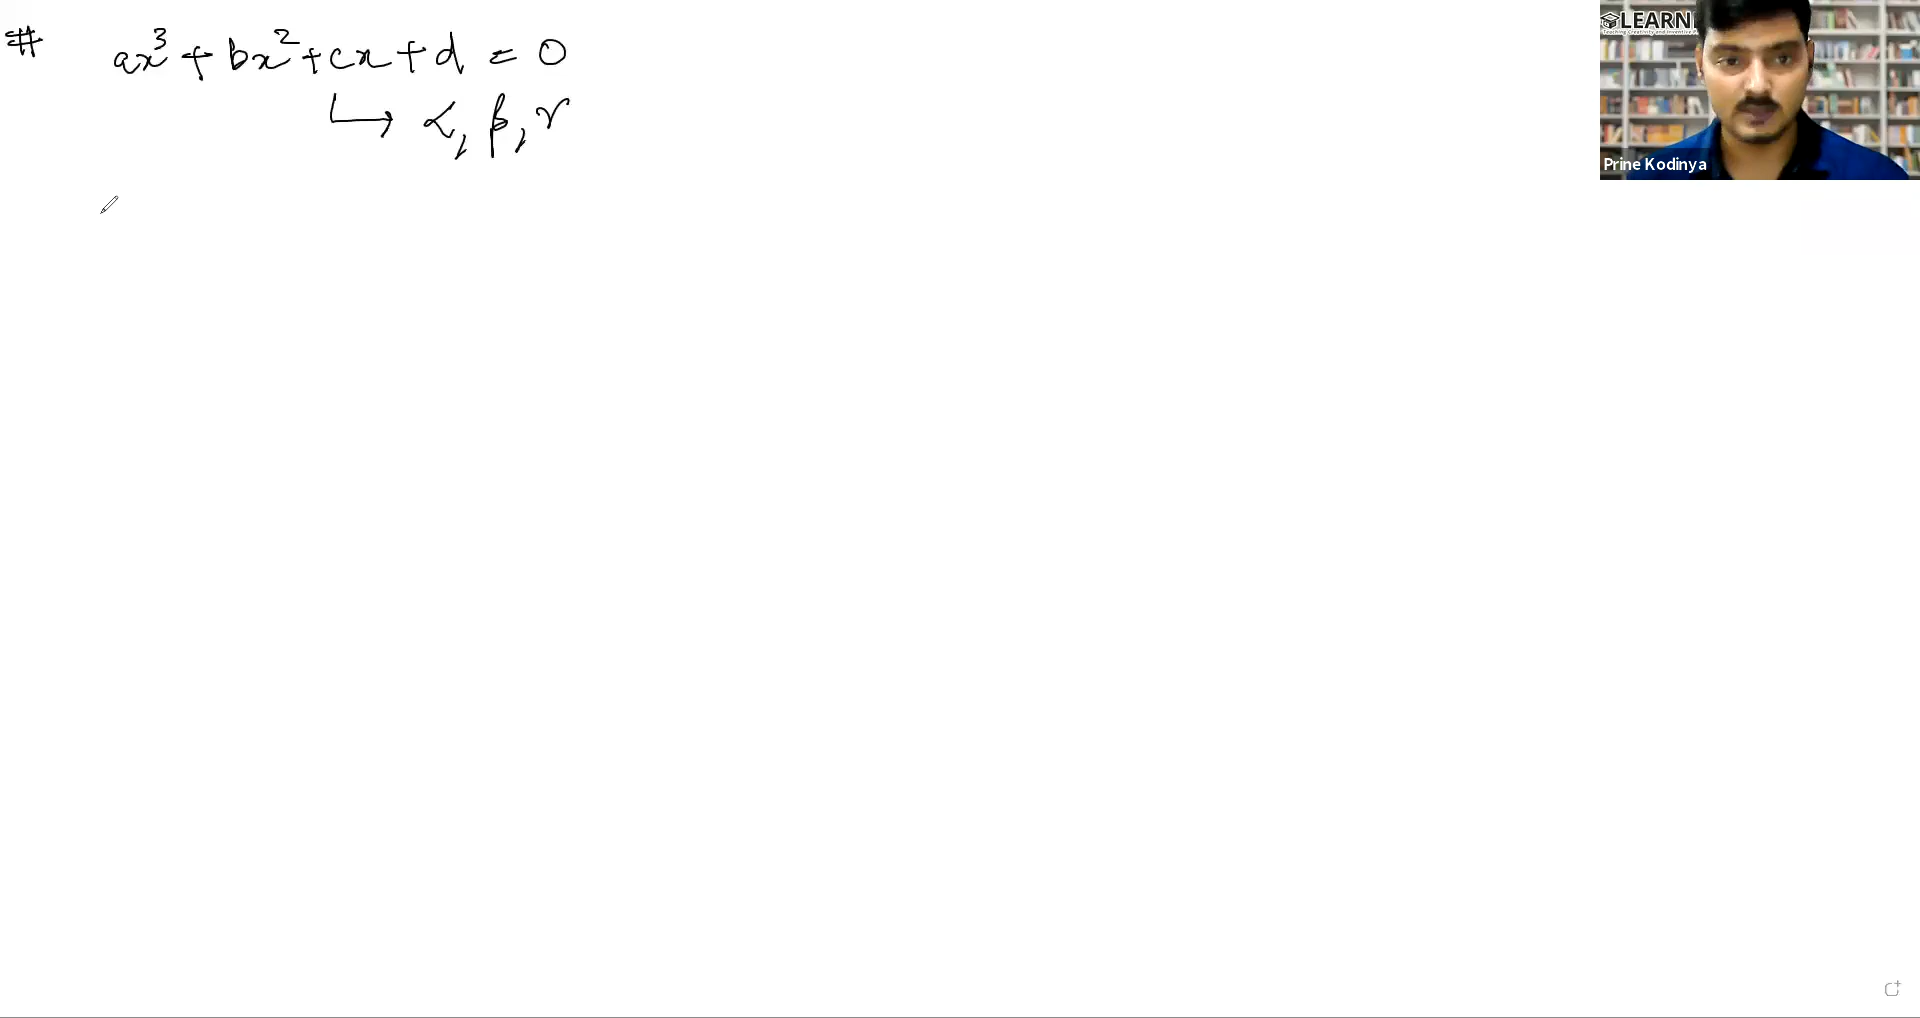 # ax³ + bx² + cx + d = 0
↳ α, β, γ
LEARN
Prine Kodinya